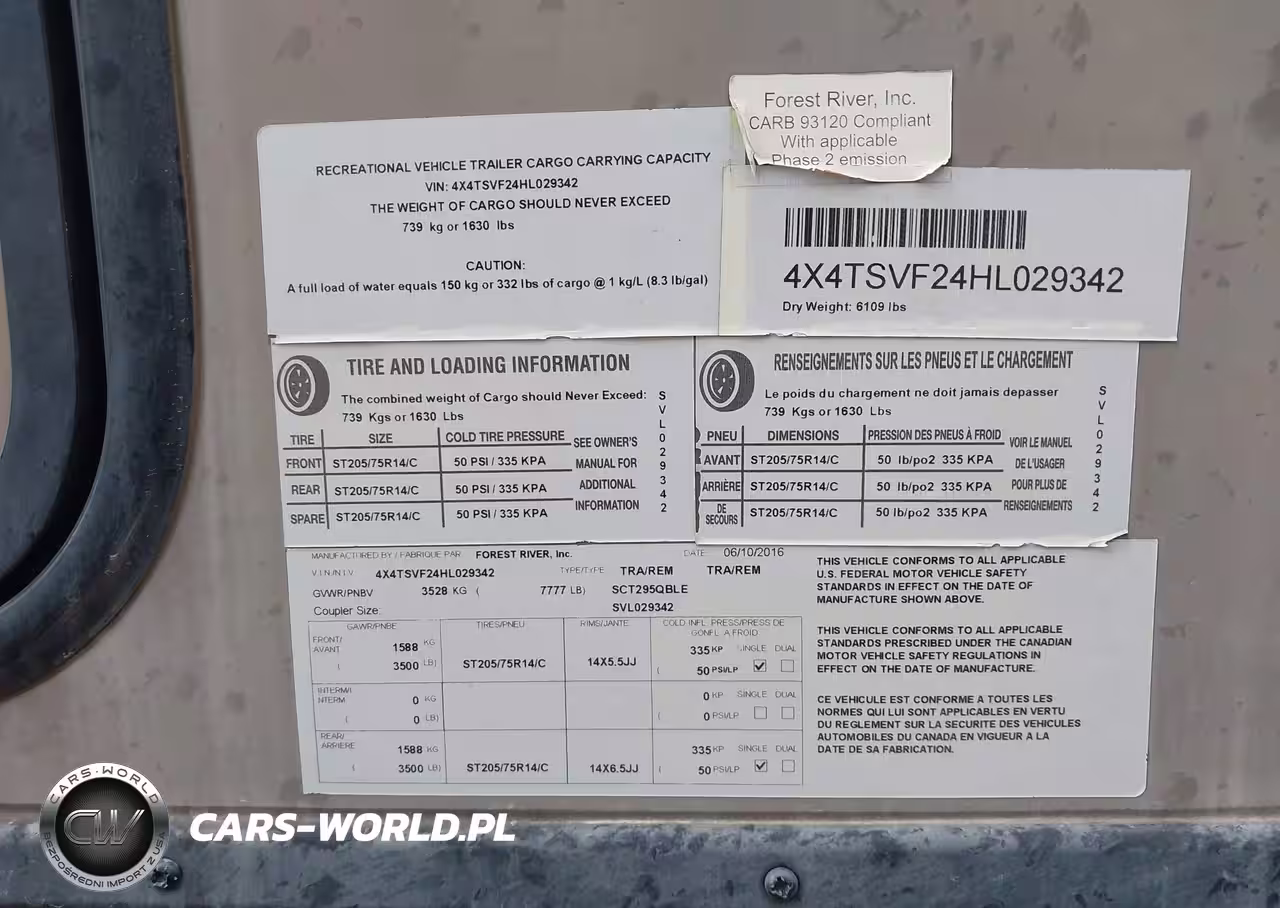 Forest River, Inc.
CARB 93120 Compliant
With applicable
Phase 2 emission
RECREATIONAL VEHICLE TRAILER CARGO CARRYING CAPACITY
VIN: 4X4TSVF24HL029342
THE WEIGHT OF CARGO SHOULD NEVER EXCEED
739 kg or 1630 lbs
CAUTION:
A full load of water equals 150 kg or 332 lbs of cargo @ 1 kg/L (8.3 lb/gal)
4X4TSVF24HL029342
Dry Weight: 6109 lbs
TIRE AND LOADING INFORMATION
The combined weight of Cargo should Never Exceed:
739 Kgs or 1630 Lbs
TIRE SIZE COLD TIRE PRESSURE
FRONT ST205/75R14/C 50 PSI / 335 KPA
REAR ST205/75R14/C 50 PSI / 335 KPA
SPARE ST205/75R14/C 50 PSI / 335 KPA
SEE OWNER'S
MANUAL FOR
ADDITIONAL
INFORMATION
SVL029342
RENSEIGNEMENTS SUR LES PNEUS ET LE CHARGEMENT
Le poids du chargement ne doit jamais depasser
739 Kgs or 1630 Lbs
PNEU DIMENSIONS PRESSION DES PNEUS À FROID
AVANT ST205/75R14/C 50 lb/po2 335 KPA
ARRIÈRE ST205/75R14/C 50 lb/po2 335 KPA
DE SECOURS ST205/75R14/C 50 lb/po2 335 KPA
VOIR LE MANUEL
DE L'USAGER
POUR PLUS DE
RENSEIGNEMENTS
SVL029342
MANUFACTURED BY / FABRIQUE PAR FOREST RIVER, Inc. DATE: 06/10/2016
VIN/NIV 4X4TSVF24HL029342 TYPE/TYPE TRA/REM TRA/REM
GVWR/PNBV 3528 KG ( 7777 LB) SCT295QBLE
Coupler Size: SVL029342
GAWR/PNBE TIRES/PNEU RIMS/JANTE COLD INFL. PRESS/PRESS DE
GONFL. A FROID
FRONT/
AVANT 1588 KG 335 KP SINGLE DUAL
( 3500 LB) ST205/75R14/C 14X5.5JJ ( 50 PSI/LP
INTERM/I
NTERM 0 KG 0 KP SINGLE DUAL
( 0 LB) ( 0 PSI/LP
REAR/
ARRIERE 1588 KG 335 KP SINGLE DUAL
( 3500 LB) ST205/75R14/C 14X6.5JJ ( 50 PSI/LP
THIS VEHICLE CONFORMS TO ALL APPLICABLE
U.S. FEDERAL MOTOR VEHICLE SAFETY
STANDARDS IN EFFECT ON THE DATE OF
MANUFACTURE SHOWN ABOVE.
THIS VEHICLE CONFORMS TO ALL APPLICABLE
STANDARDS PRESCRIBED UNDER THE CANADIAN
MOTOR VEHICLE SAFETY REGULATIONS IN
EFFECT ON THE DATE OF MANUFACTURE.
CE VEHICULE EST CONFORME A TOUTES LES
NORMES QUI LUI SONT APPLICABLES EN VERTU
DU REGLEMENT SUR LA SECURITE DES VEHICULES
AUTOMOBILES DU CANADA EN VIGUEUR A LA
DATE DE SA FABRICATION.
CARS-WORLD
CW
BEZPOŚREDNI IMPORT Z USA
CARS-WORLD.PL